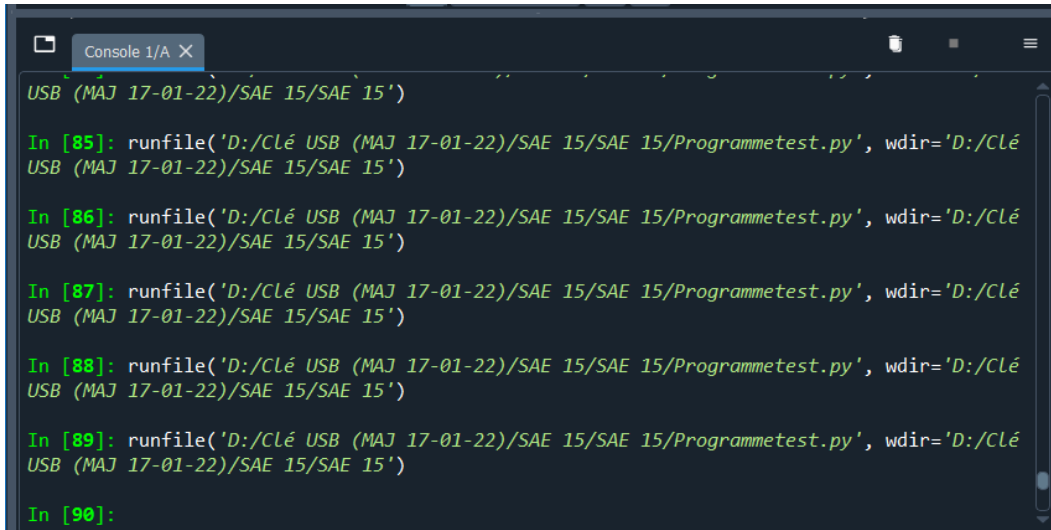 Console 1/A
USB (MAJ 17-01-22)/SAE 15/SAE 15')
In [85]: runfile('D:/Clé USB (MAJ 17-01-22)/SAE 15/SAE 15/Programmetest.py', wdir='D:/Clé
USB (MAJ 17-01-22)/SAE 15/SAE 15')
In [86]: runfile('D:/Clé USB (MAJ 17-01-22)/SAE 15/SAE 15/Programmetest.py', wdir='D:/Clé
USB (MAJ 17-01-22)/SAE 15/SAE 15')
In [87]: runfile('D:/Clé USB (MAJ 17-01-22)/SAE 15/SAE 15/Programmetest.py', wdir='D:/Clé
USB (MAJ 17-01-22)/SAE 15/SAE 15')
In [88]: runfile('D:/Clé USB (MAJ 17-01-22)/SAE 15/SAE 15/Programmetest.py', wdir='D:/Clé
USB (MAJ 17-01-22)/SAE 15/SAE 15')
In [89]: runfile('D:/Clé USB (MAJ 17-01-22)/SAE 15/SAE 15/Programmetest.py', wdir='D:/Clé
USB (MAJ 17-01-22)/SAE 15/SAE 15')
In [90]: